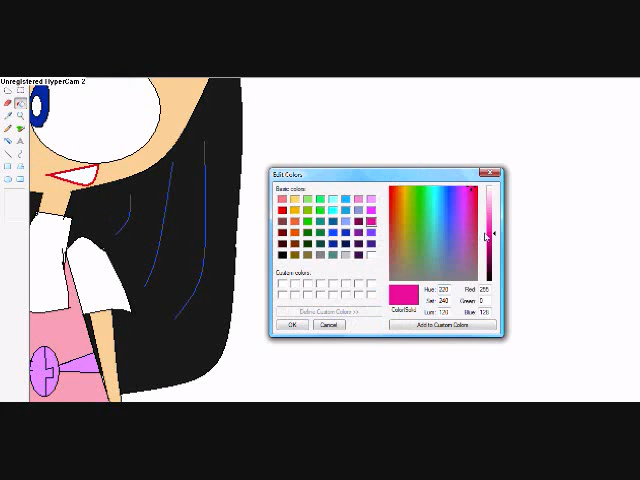 Unregistered HyperCam 2
Edit Colors
Basic colors:
Custom colors:
Define Custom Colors >>
OK
Cancel
Color|Solid
Hue: 220
Sat: 240
Lum: 120
Red: 255
Green: 0
Blue: 128
Add to Custom Colors